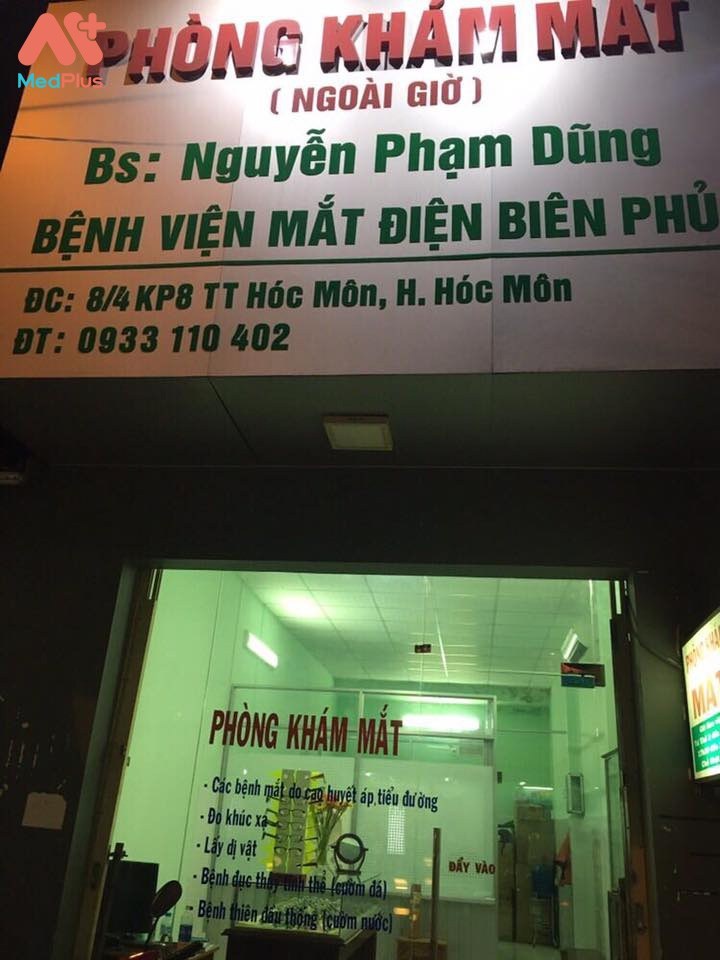 MedPlus
PHÒNG KHÁM MẮT
( NGOÀI GIỜ )
Bs: Nguyễn Phạm Dũng
BỆNH VIỆN MẮT ĐIỆN BIÊN PHỦ
ĐC: 8/4 KP8 TT Hóc Môn, H. Hóc Môn
ĐT: 0933 110 402
PHÒNG KHÁM MẮT
- Các bệnh mắt do cao huyết áp, tiểu đường
- Đo khúc xạ
- Lấy dị vật
- Bệnh đục thủy tinh thể (cườm đá)
- Bệnh thiên đầu thống (cườm nước)
ĐẨY VÀO
PHÒNG KHÁM
MẮT